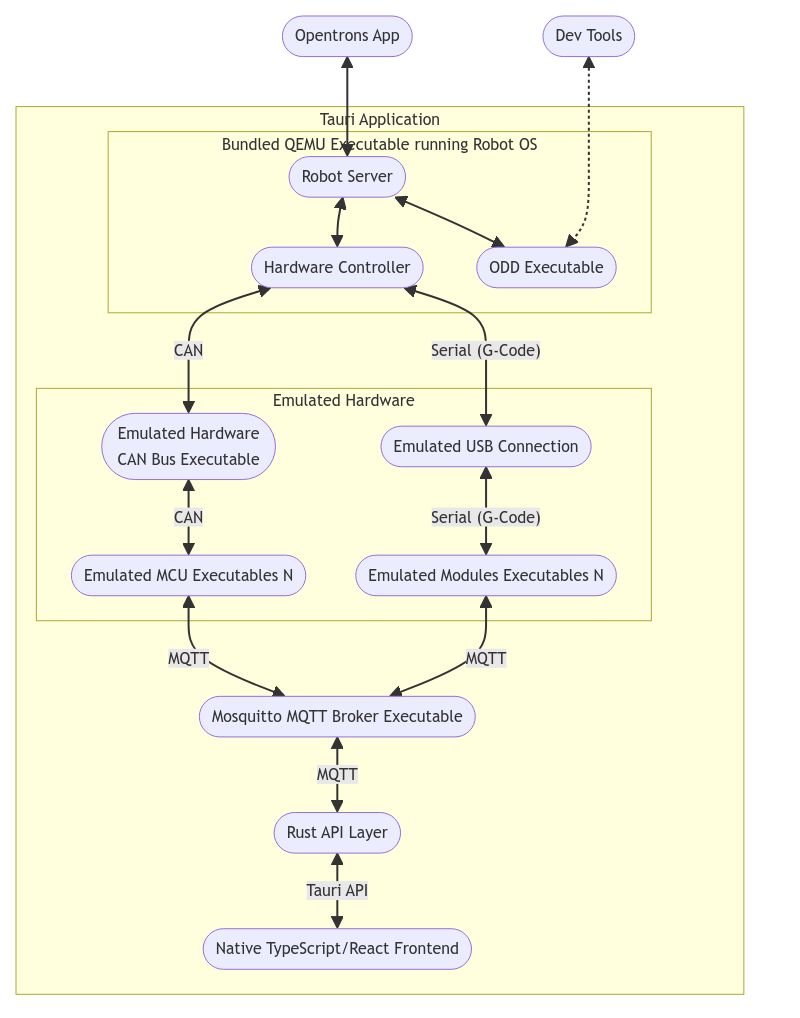 Opentrons App
Dev Tools
Tauri Application
Bundled QEMU Executable running Robot OS
Robot Server
Hardware Controller
ODD Executable
CAN
Serial (G-Code)
Emulated Hardware
Emulated Hardware
CAN Bus Executable
Emulated USB Connection
CAN
Serial (G-Code)
Emulated MCU Executables N
Emulated Modules Executables N
MQTT
MQTT
Mosquitto MQTT Broker Executable
MQTT
Rust API Layer
Tauri API
Native TypeScript/React Frontend